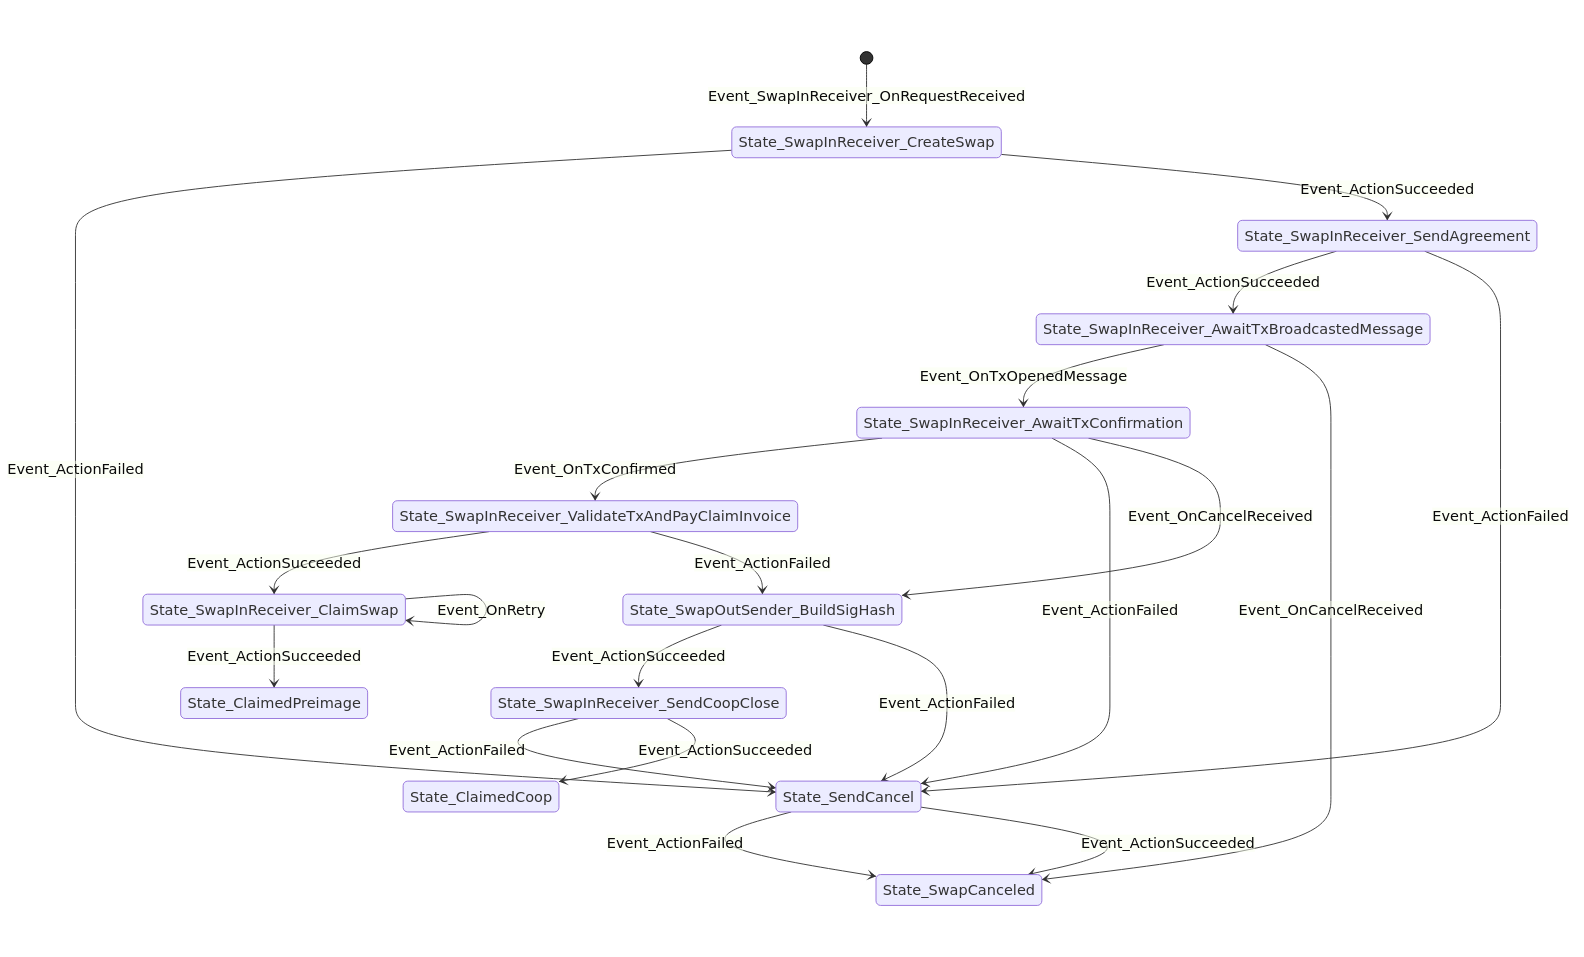 Event_SwapInReceiver_OnRequestReceived
State_SwapInReceiver_CreateSwap
Event_ActionSucceeded
State_SwapInReceiver_SendAgreement
Event_ActionSucceeded
State_SwapInReceiver_AwaitTxBroadcastedMessage
Event_OnTxOpenedMessage
State_SwapInReceiver_AwaitTxConfirmation
Event_ActionFailed
Event_OnTxConfirmed
State_SwapInReceiver_ValidateTxAndPayClaimInvoice
Event_OnCancelReceived
Event_ActionFailed
Event_ActionSucceeded
Event_ActionFailed
State_SwapInReceiver_ClaimSwap
Event_OnRetry
State_SwapOutSender_BuildSigHash
Event_ActionFailed
Event_OnCancelReceived
Event_ActionSucceeded
Event_ActionSucceeded
State_ClaimedPreimage
State_SwapInReceiver_SendCoopClose
Event_ActionFailed
Event_ActionFailed
Event_ActionSucceeded
State_ClaimedCoop
State_SendCancel
Event_ActionFailed
Event_ActionSucceeded
State_SwapCanceled